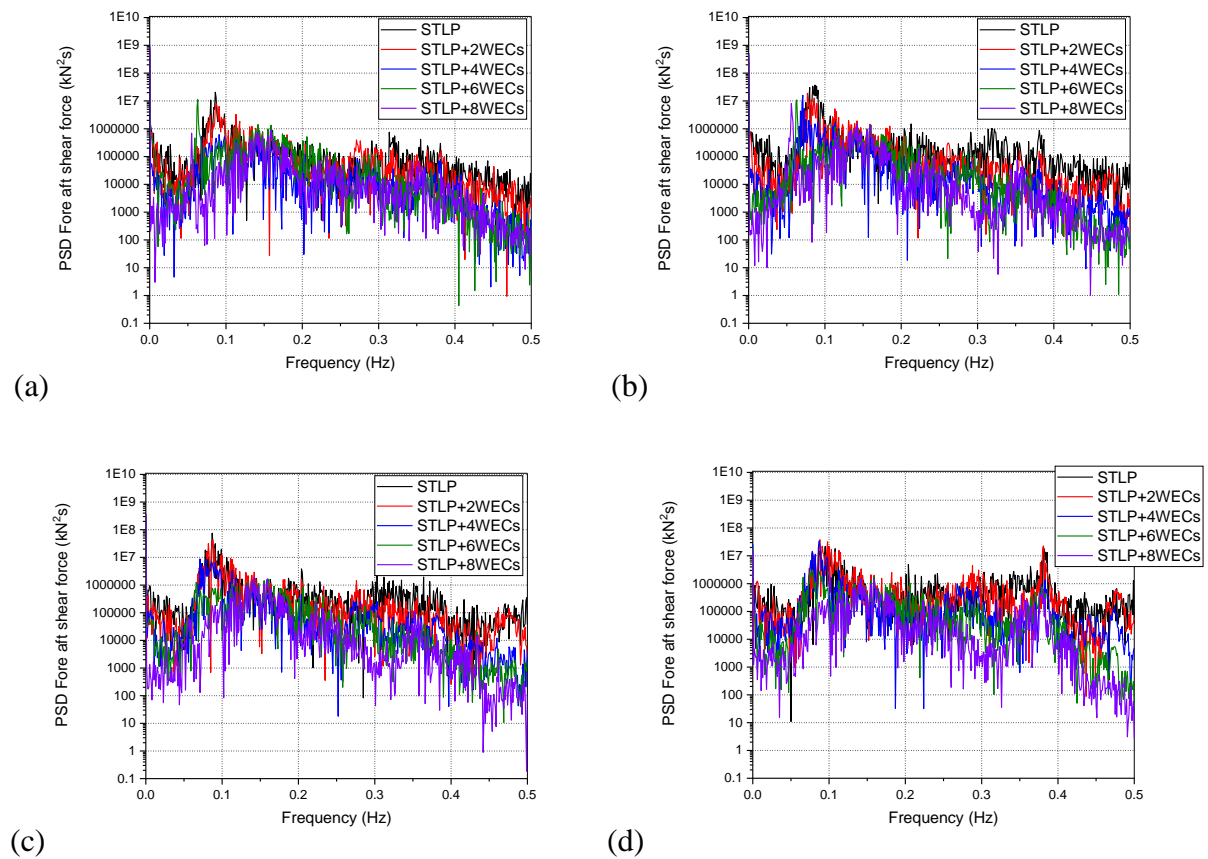 1E10
1E9
1E8
1E7
1000000
100000
10000
1000
100
10
1
0.1
PSD Fore aft shear force (kN²s)
STLP
STLP+2WECs
STLP+4WECs
STLP+6WECs
STLP+8WECs
0.0 0.1 0.2 0.3 0.4 0.5
Frequency (Hz)
(a)
1E10
1E9
1E8
1E7
1000000
100000
10000
1000
100
10
1
0.1
PSD Fore aft shear force (kN²s)
STLP
STLP+2WECs
STLP+4WECs
STLP+6WECs
STLP+8WECs
0.0 0.1 0.2 0.3 0.4 0.5
Frequency (Hz)
(b)
1E10
1E9
1E8
1E7
1000000
100000
10000
1000
100
10
1
0.1
PSD Fore aft shear force (kN²s)
STLP
STLP+2WECs
STLP+4WECs
STLP+6WECs
STLP+8WECs
0.0 0.1 0.2 0.3 0.4 0.5
Frequency (Hz)
(c)
1E10
1E9
1E8
1E7
1000000
100000
10000
1000
100
10
1
0.1
PSD Fore aft shear force (kN²s)
STLP
STLP+2WECs
STLP+4WECs
STLP+6WECs
STLP+8WECs
0.0 0.1 0.2 0.3 0.4 0.5
Frequency (Hz)
(d)